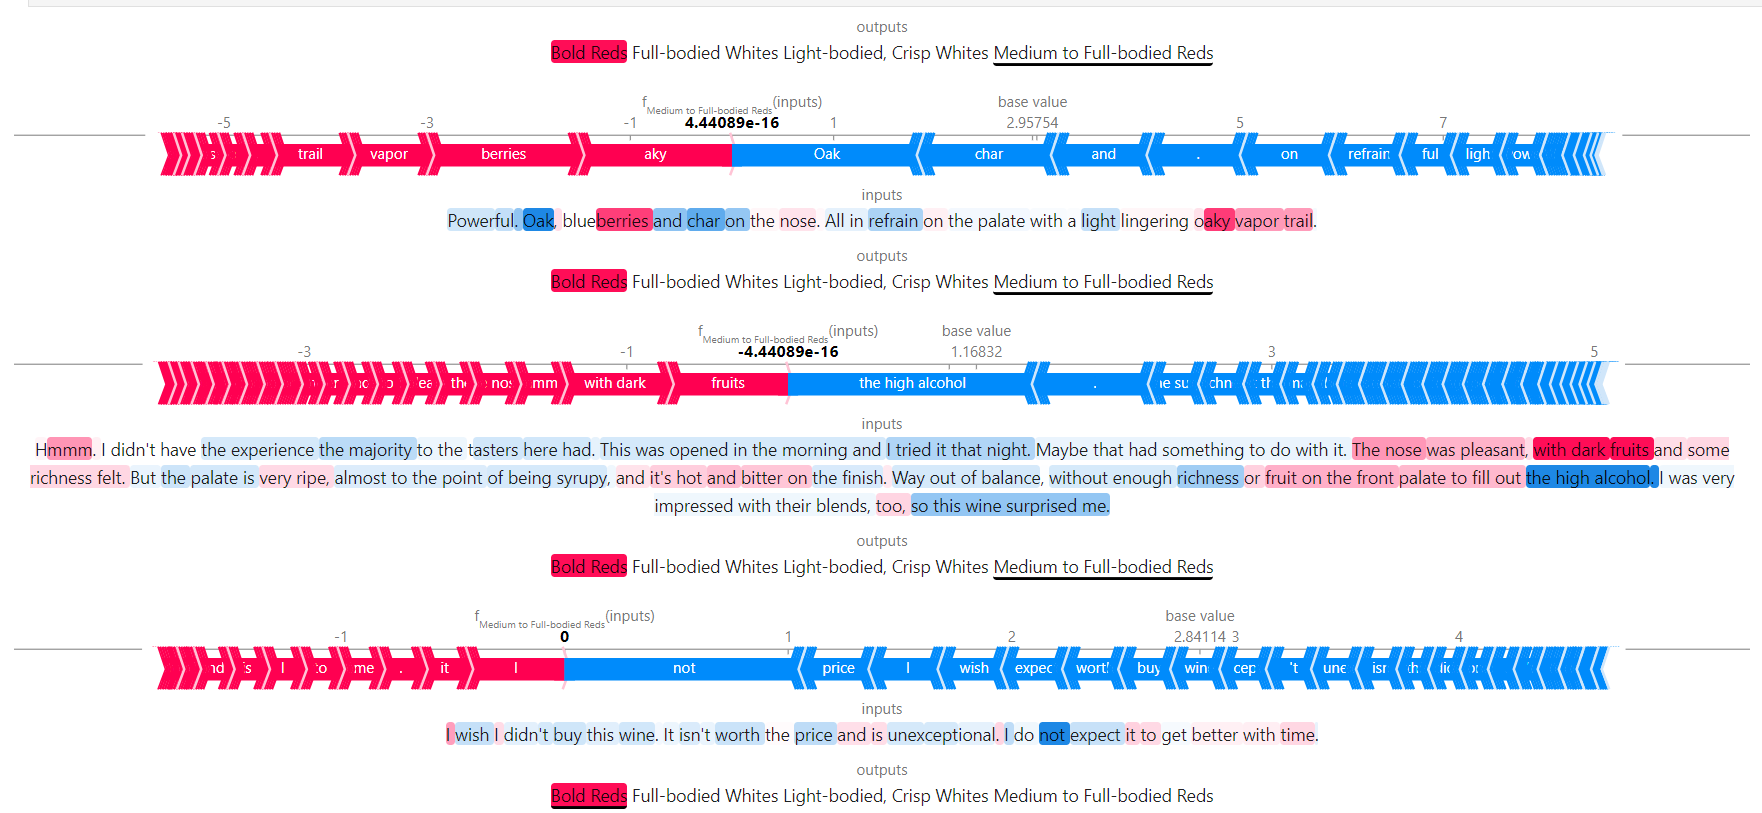 outputs
Bold Reds Full-bodied Whites Light-bodied, Crisp Whites Medium to Full-bodied Reds
f Medium to Full-bodied Reds (inputs) base value
-5 -3 -1 4.44089e-16 1 2.95754 5 7
s trail vapor berries aky Oak char and . on refrain ful ligh ow
inputs
Powerful. Oak, blueberries and char on the nose. All in refrain on the palate with a light lingering oaky vapor trail.
outputs
Bold Reds Full-bodied Whites Light-bodied, Crisp Whites Medium to Full-bodied Reds
f Medium to Full-bodied Reds (inputs) base value
-3 -1 -4.44089e-16 1.16832 3 5
mm with dark fruits the high alcohol .
inputs
Hmmm. I didn't have the experience the majority to the tasters here had. This was opened in the morning and I tried it that night. Maybe that had something to do with it. The nose was pleasant, with dark fruits and some
richness felt. But the palate is very ripe, almost to the point of being syrupy, and it's hot and bitter on the finish. Way out of balance, without enough richness or fruit on the front palate to fill out the high alcohol. I was very
impressed with their blends, too, so this wine surprised me.
outputs
Bold Reds Full-bodied Whites Light-bodied, Crisp Whites Medium to Full-bodied Reds
f Medium to Full-bodied Reds (inputs) base value
-1 0 1 2 2.84114 3 4
nd is I to me . it I not price I wish expec wort buy win cep 't une isn
inputs
I wish I didn't buy this wine. It isn't worth the price and is unexceptional. I do not expect it to get better with time.
outputs
Bold Reds Full-bodied Whites Light-bodied, Crisp Whites Medium to Full-bodied Reds